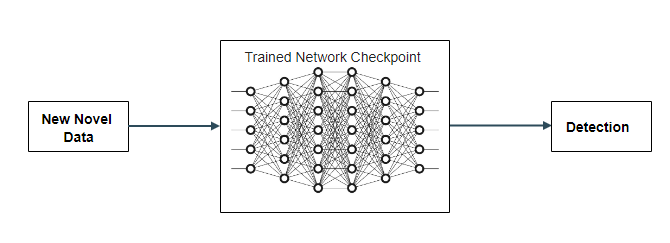 Trained Network Checkpoint
New Novel
Data
Detection